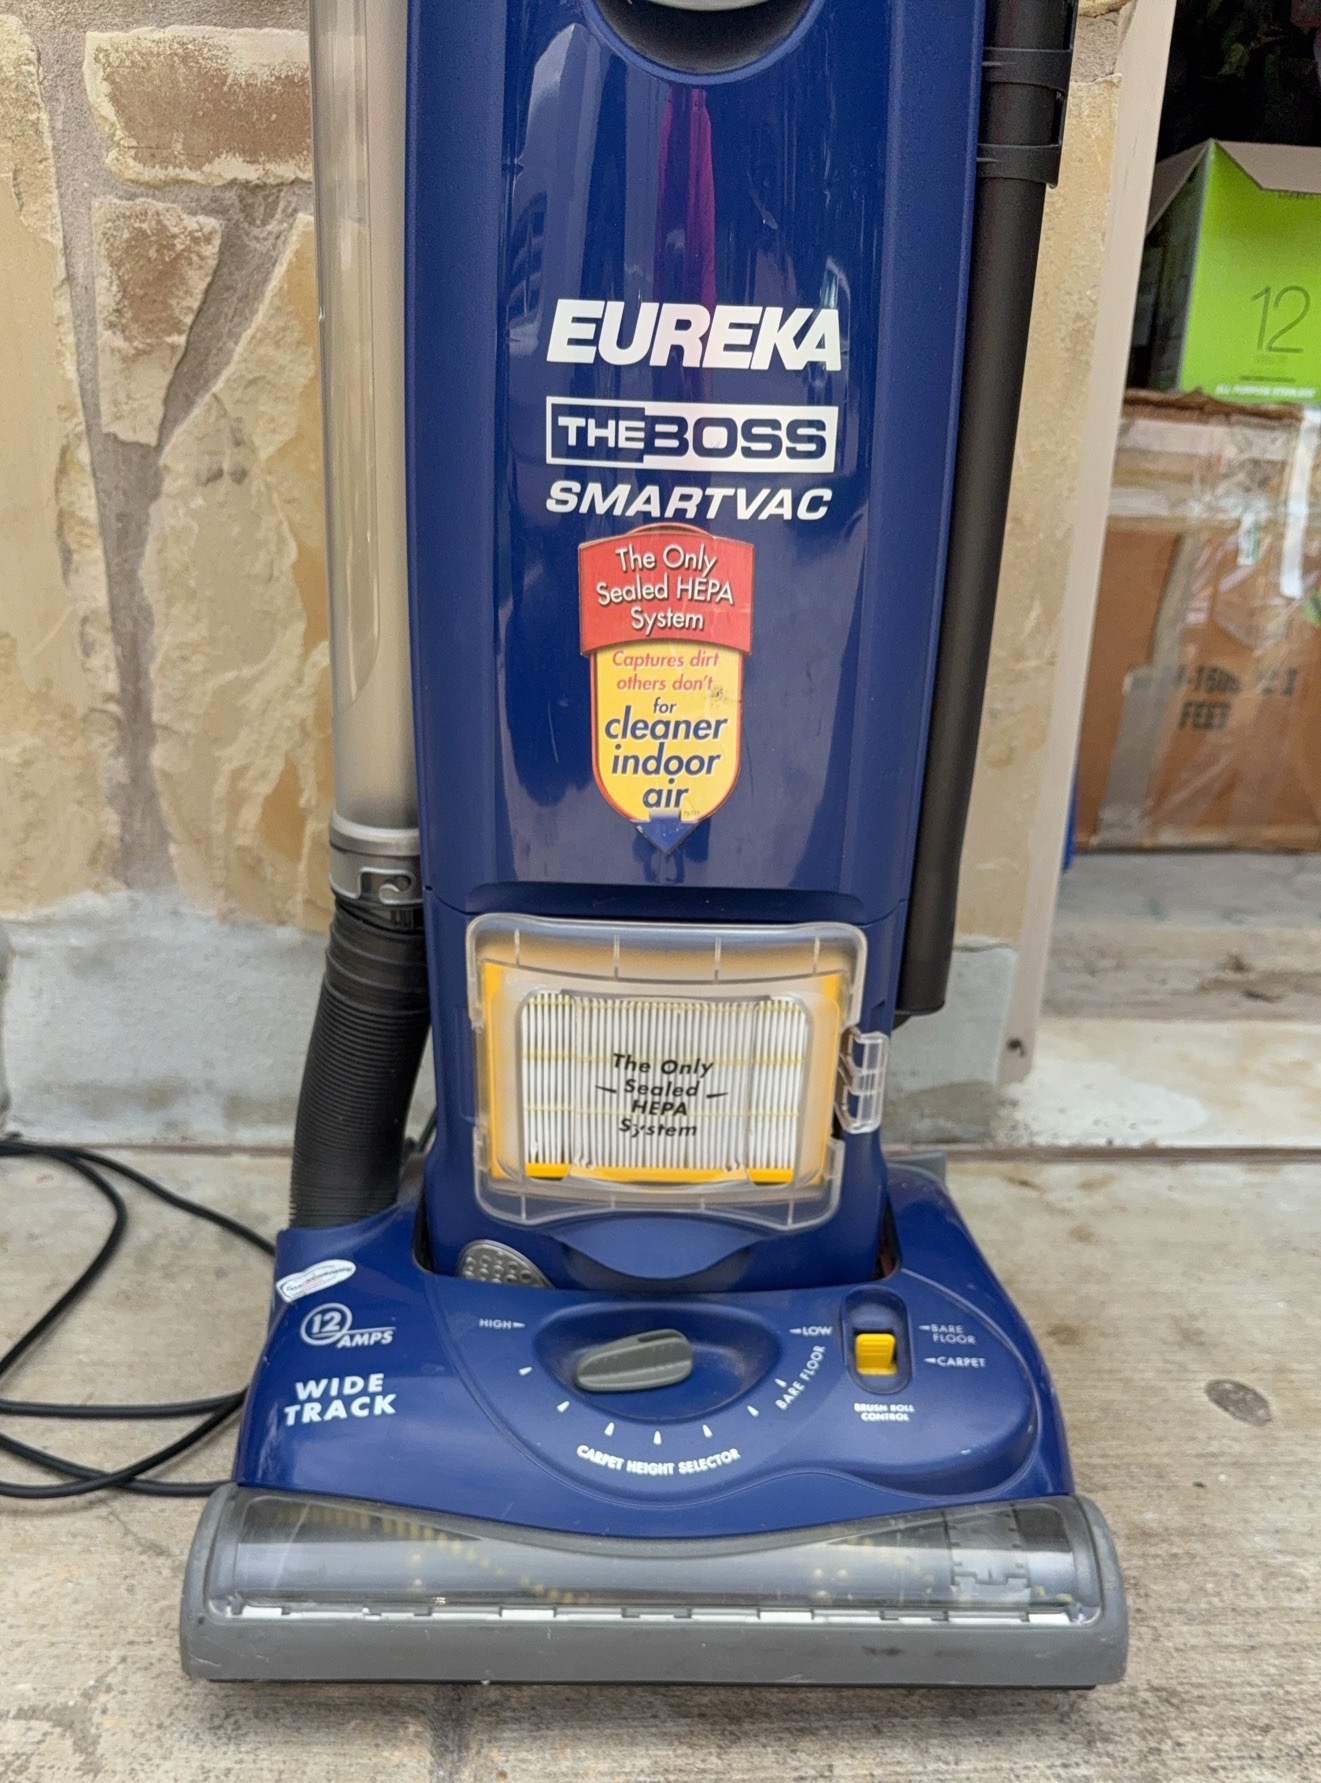 EUREKA
THE BOSS
SMARTVAC
The Only
Sealed HEPA
System
Captures dirt
others don't
for
cleaner
indoor
air
The Only
Sealed
HEPA
System
12
AMPS
WIDE
TRACK
HIGH
LOW
BARE FLOOR
CARPET HEIGHT SELECTOR
BARE
FLOOR
CARPET
BRUSH ROLL
CONTROL
12
FEET